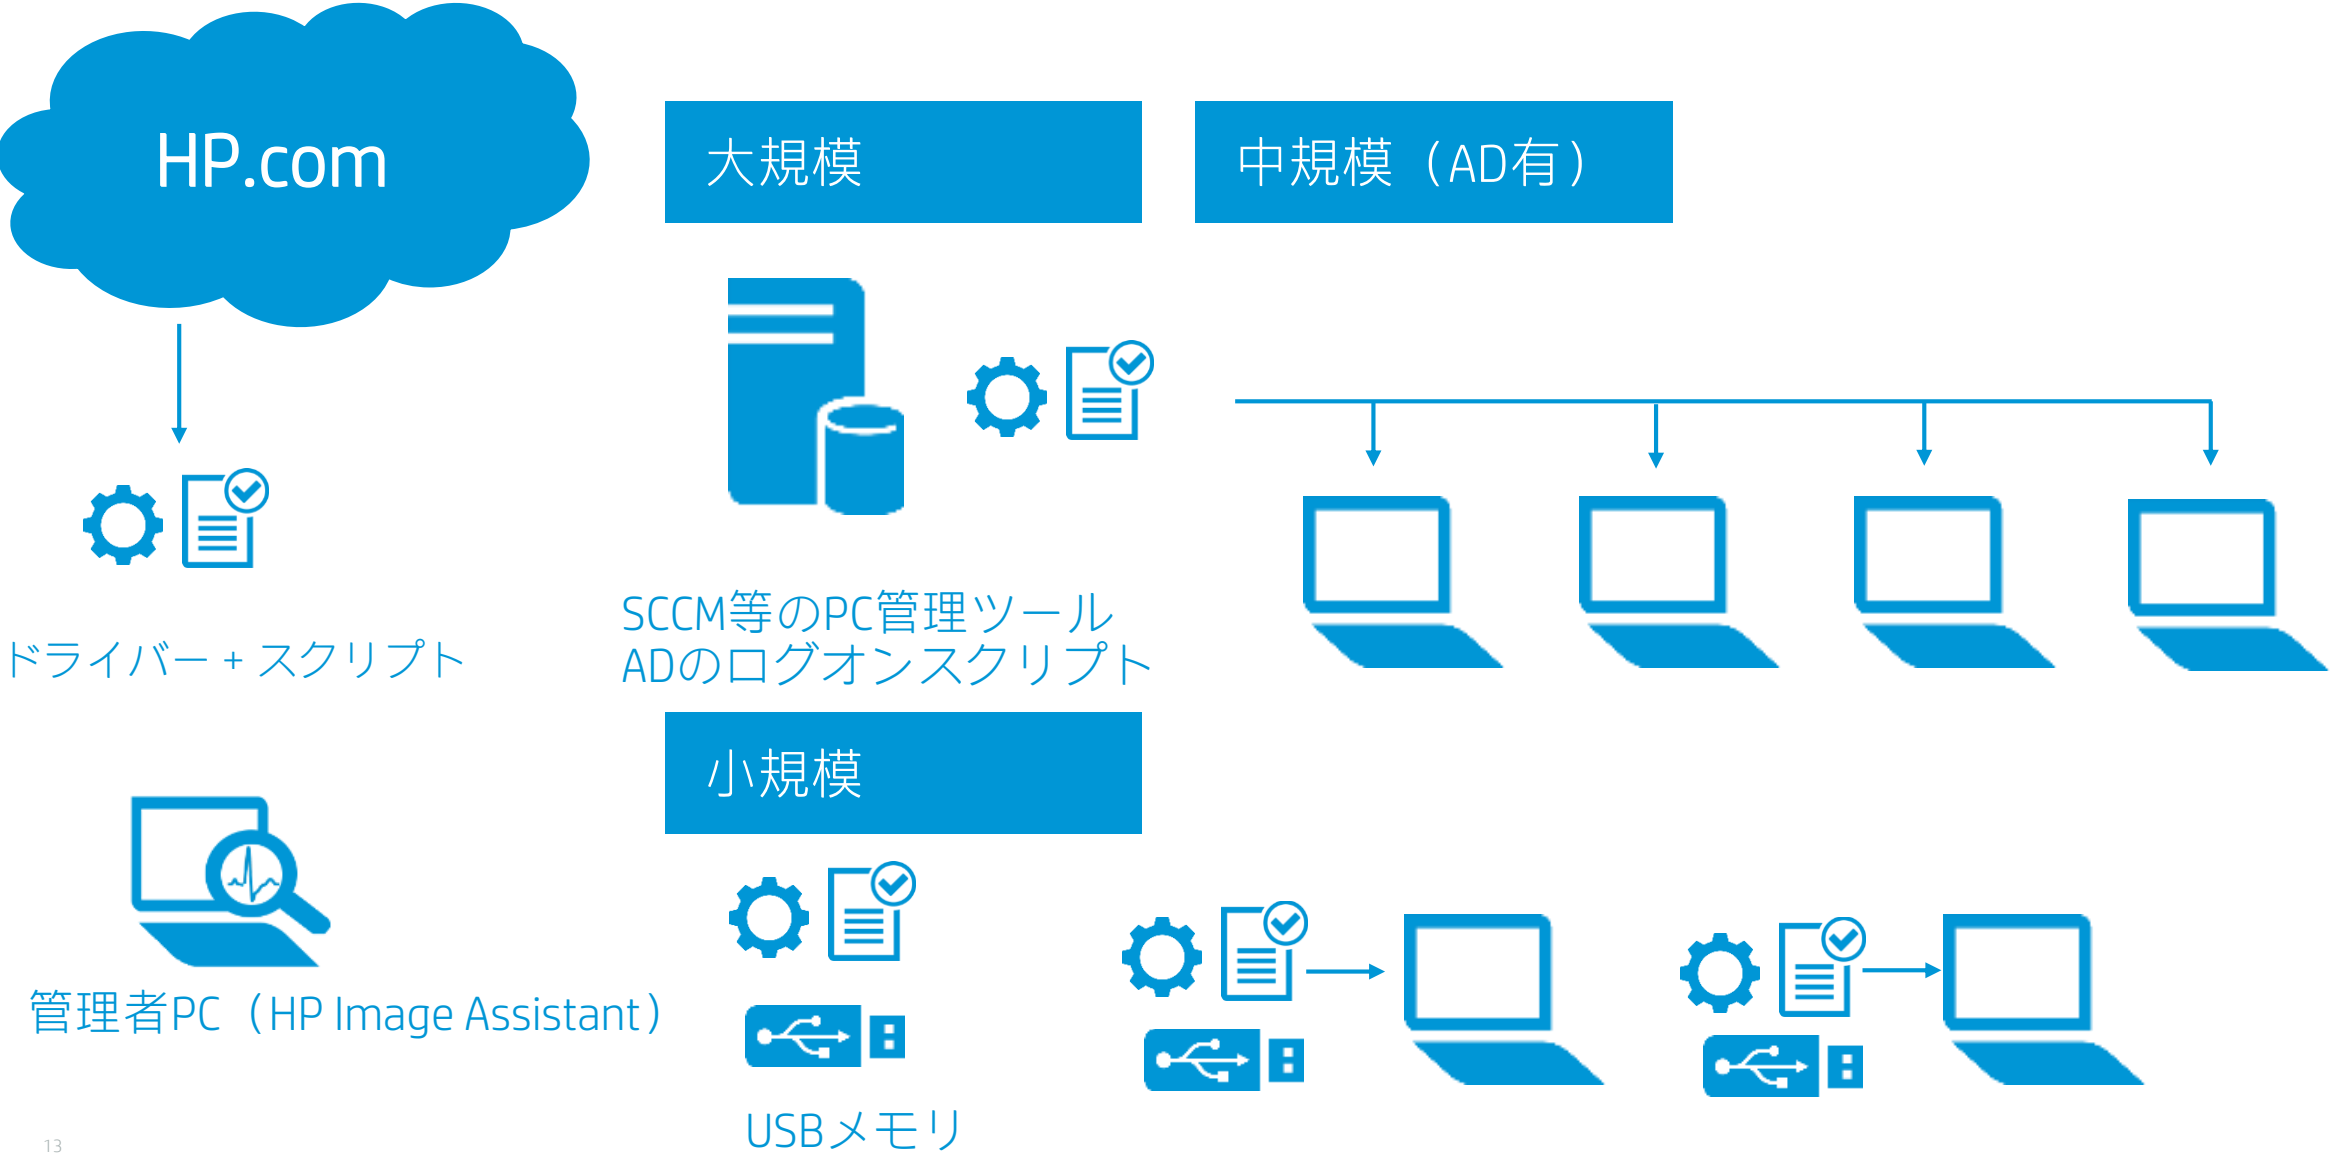 HP.com
ドライバー + スクリプト
管理者PC（HP Image Assistant）
大規模
中規模（AD有）
SCCM等のPC管理ツール
ADのログオンスクリプト
小規模
USBメモリ
13